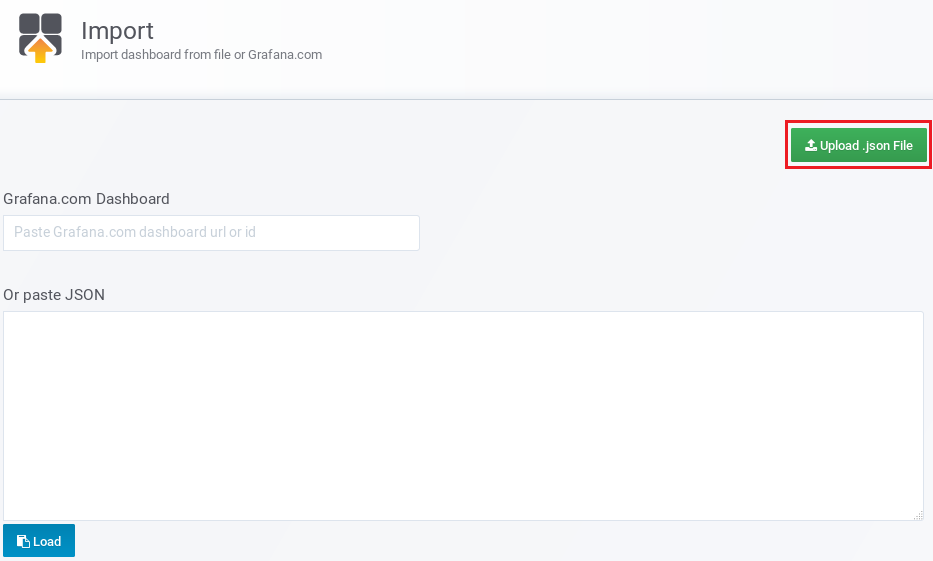 Import
Import dashboard from file or Grafana.com
Upload .json File
Grafana.com Dashboard
Paste Grafana.com dashboard url or id
Or paste JSON
Load